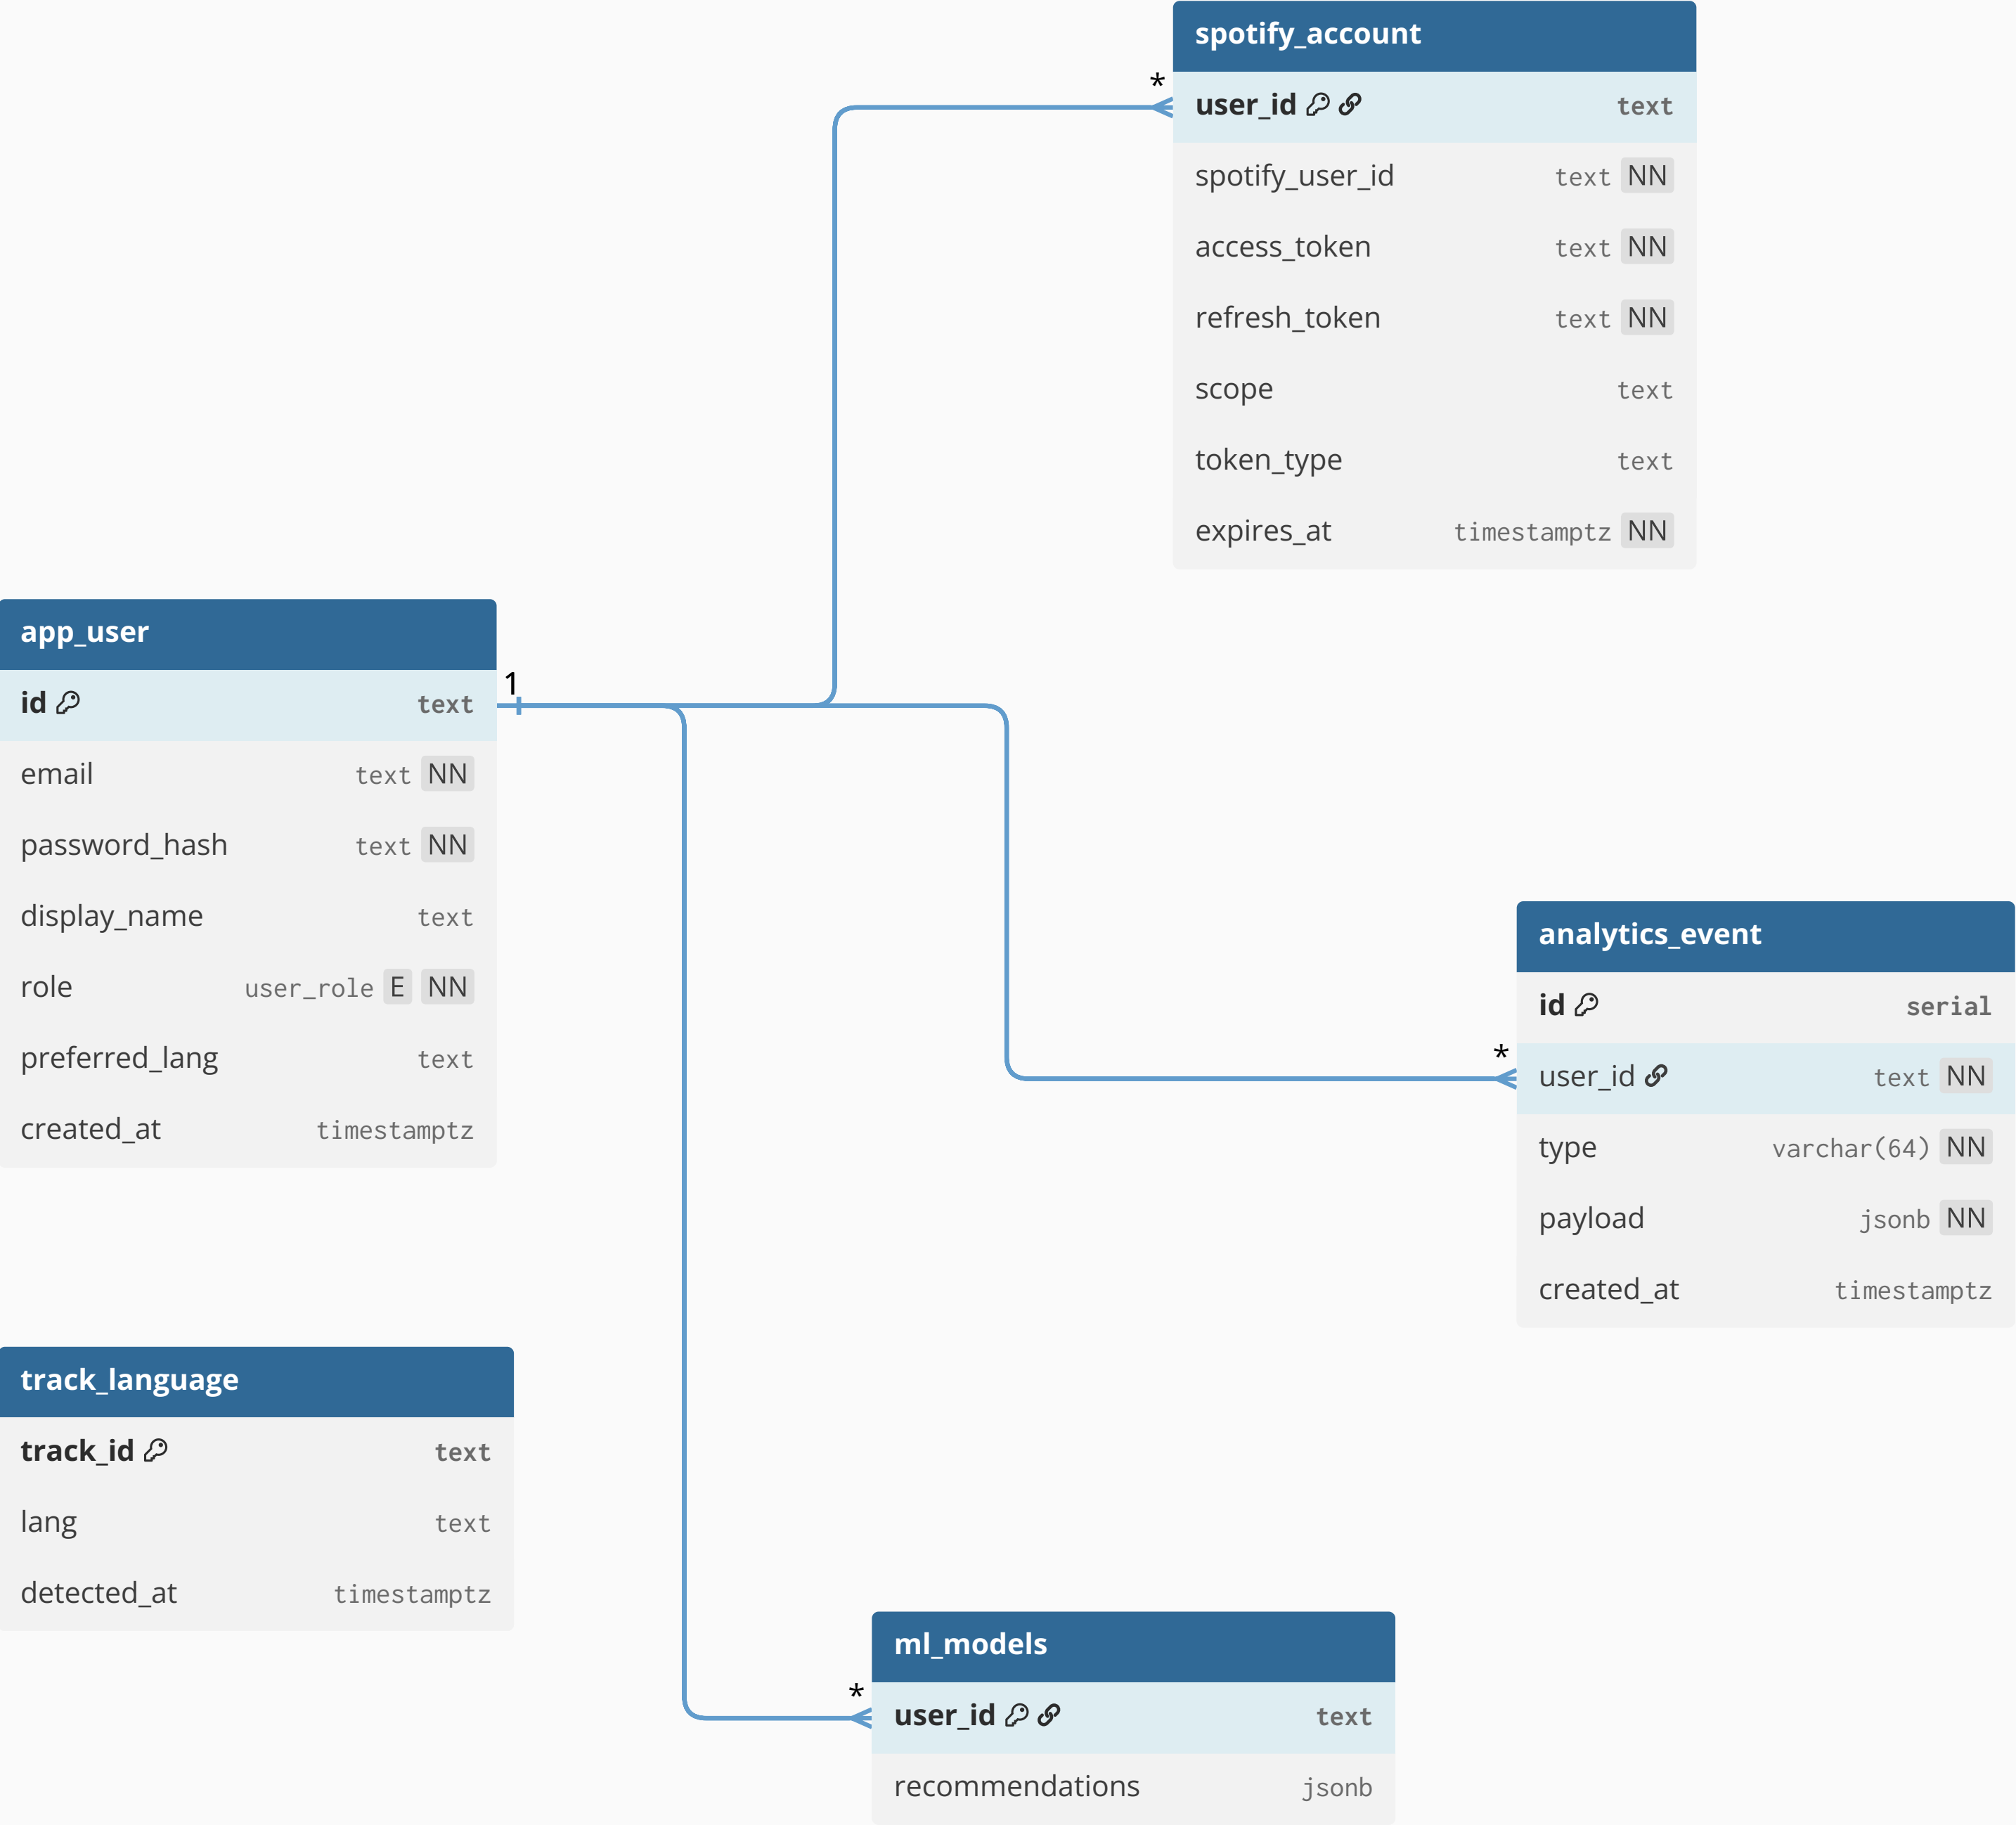 spotify_account
*
user_id text
spotify_user_id text NN
access_token text NN
refresh_token text NN
scope text
token_type text
expires_at timestamptz NN
app_user
1
id text
email text NN
password_hash text NN
display_name text
role user_role E NN
preferred_lang text
created_at timestamptz
analytics_event
id serial
*
user_id text NN
type varchar(64) NN
payload jsonb NN
created_at timestamptz
track_language
track_id text
lang text
detected_at timestamptz
ml_models
*
user_id text
recommendations jsonb